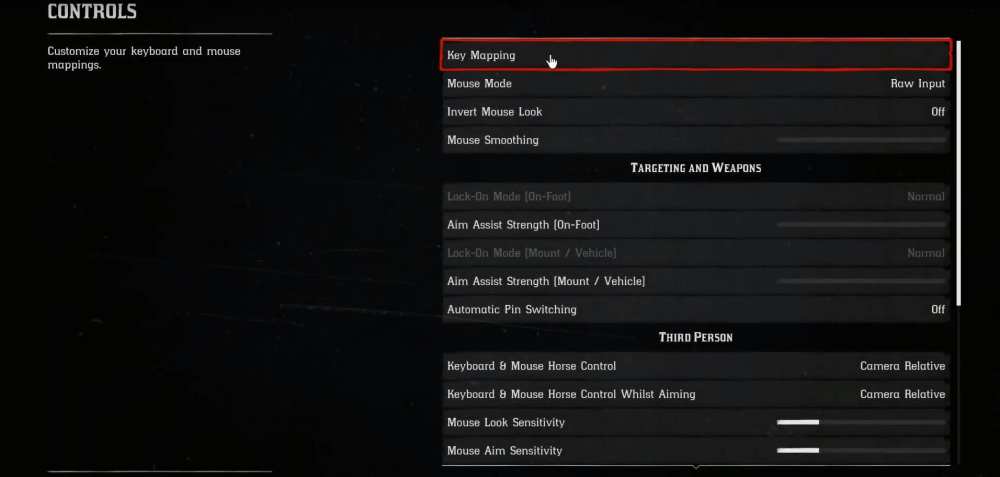 CONTROLS
Customize your keyboard and mouse
mappings.
Key Mapping
Mouse Mode Raw Input
Invert Mouse Look Off
Mouse Smoothing
TARGETING AND WEAPONS
Lock-On Mode [On-Foot] Normal
Aim Assist Strength [On-Foot]
Lock-On Mode [Mount / Vehicle] Normal
Aim Assist Strength [Mount / Vehicle]
Automatic Pin Switching Off
THIRD PERSON
Keyboard & Mouse Horse Control Camera Relative
Keyboard & Mouse Horse Control Whilst Aiming Camera Relative
Mouse Look Sensitivity
Mouse Aim Sensitivity